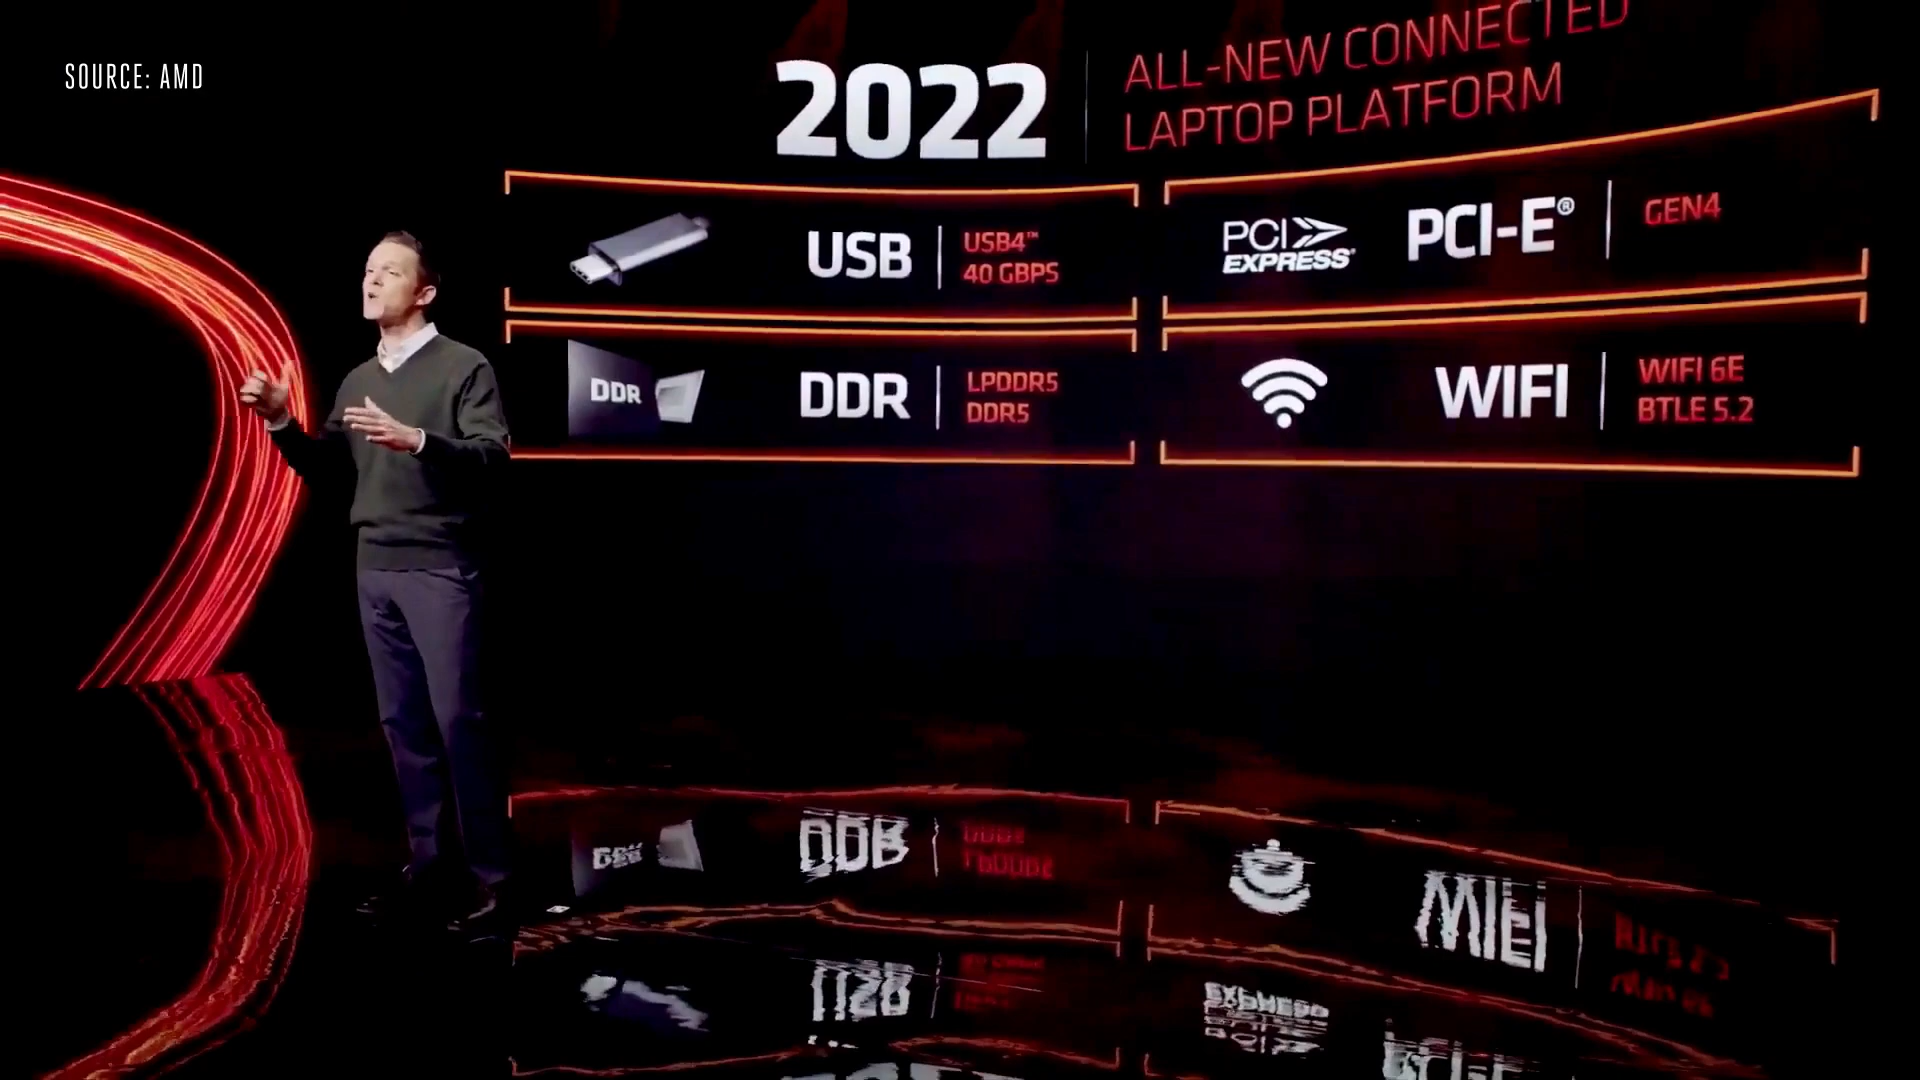 SOURCE: AMD
2022
ALL-NEW CONNECTED
LAPTOP PLATFORM
USB
USB4™
40 GBPS
PCI
EXPRESS®
PCI-E®
GEN4
DDR
DDR
LPDDR5
DDR5
WIFI
WIFI 6E
BTLE 5.2